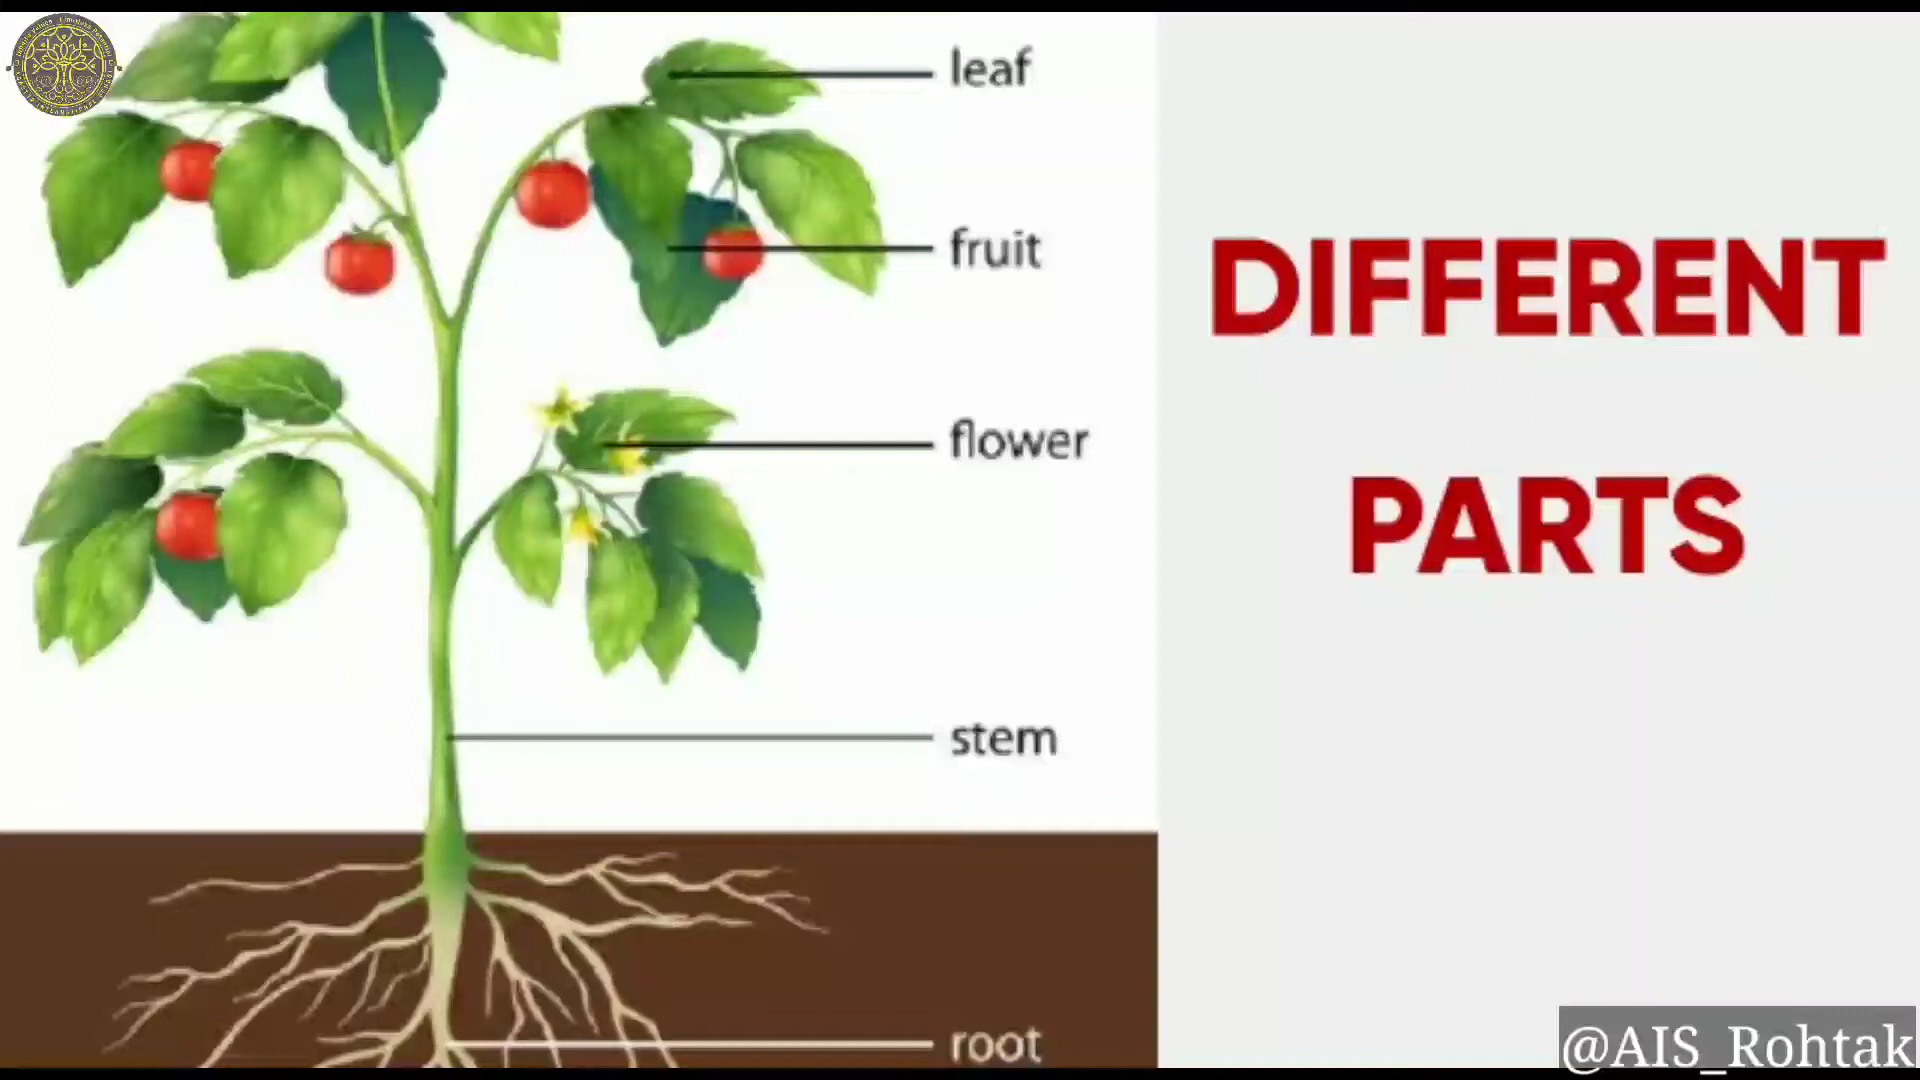 leaf
fruit
flower
stem
root
DIFFERENT
PARTS
@AIS_Rohtak